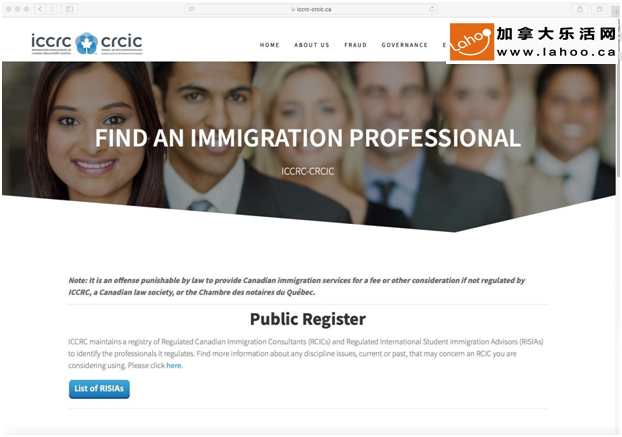 iccrc-crcic.ca
iccrc crcic
HOME ABOUT US FRAUD GOVERNANCE E
加拿大乐活网
Lahoo
www.lahoo.ca
FIND AN IMMIGRATION PROFESSIONAL
ICCRC-CRCIC
Note: It is an offense punishable by law to provide Canadian immigration services for a fee or other consideration if not regulated by
ICCRC, a Canadian law society, or the Chambre des notaires du Québec.
Public Register
ICCRC maintains a registry of Regulated Canadian Immigration Consultants (RCICs) and Regulated International Student Immigration Advisors (RISIAs)
to identify the professionals it regulates. Find more information about any discipline issues, current or past, that may concern an RCIC you are
considering using. Please click here.
List of RISIAs